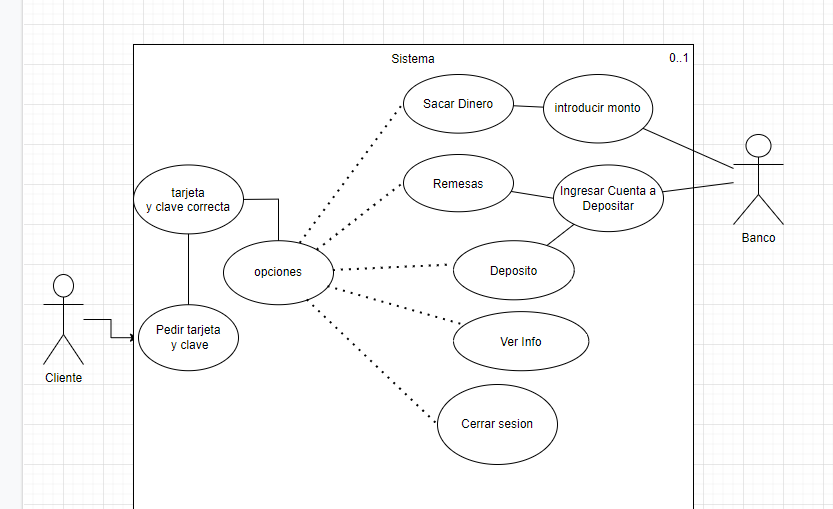 Sistema
0..1
Sacar Dinero
introducir monto
tarjeta
y clave correcta
Remesas
Ingresar Cuenta a
Depositar
Banco
opciones
Deposito
Pedir tarjeta
y clave
Ver Info
Cliente
Cerrar sesion